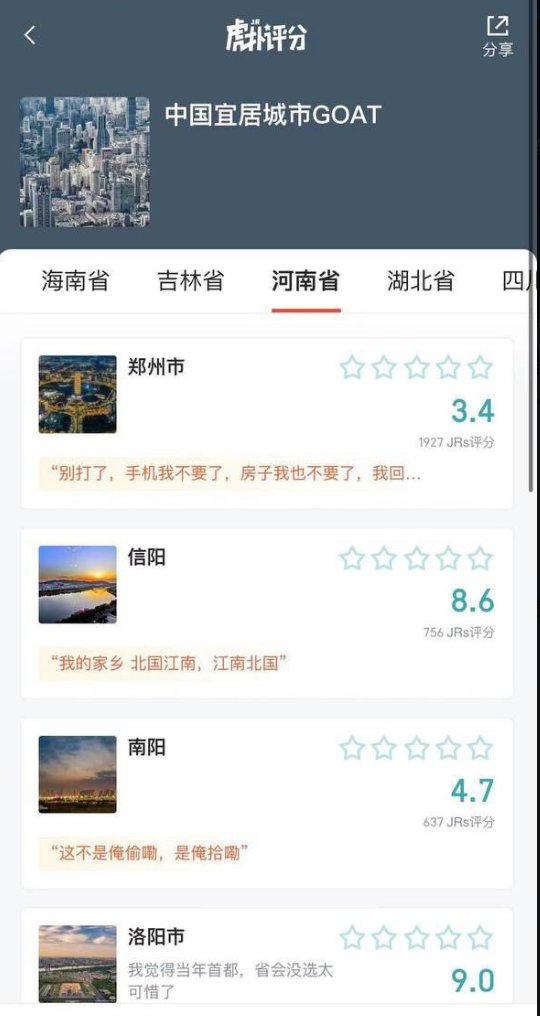 JR
虎扑评分
分享
中国宜居城市GOAT
海南省 吉林省 河南省 湖北省 四川
郑州市
3.4
1927 JRs评分
“别打了，手机我不要了，房子我也不要了，我回...
信阳
8.6
756 JRs评分
“我的家乡 北国江南，江南北国”
南阳
4.7
637 JRs评分
“这不是俺偷嘞，是俺拾嘞”
洛阳市
我觉得当年首都，省会没选太
可惜了
9.0